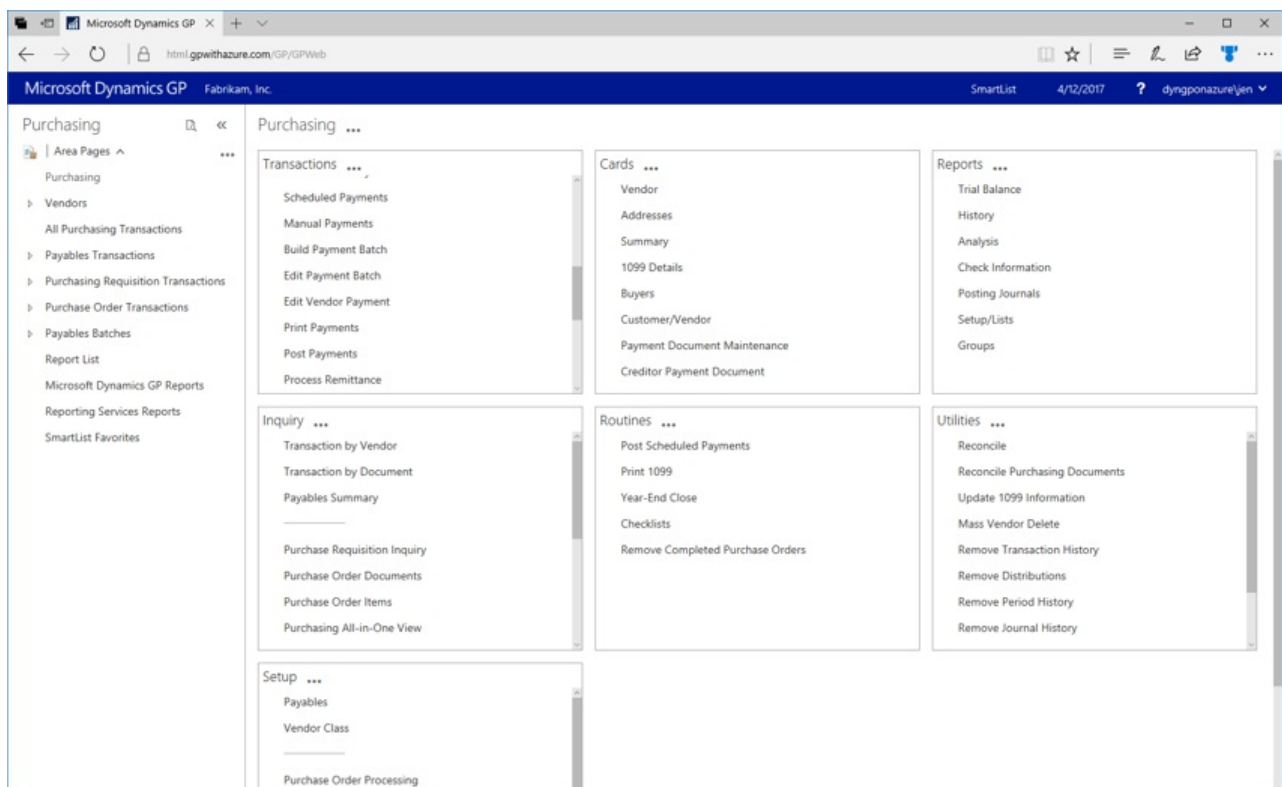 Microsoft Dynamics GP
html.gpwithazure.com/GP/GPWeb
Microsoft Dynamics GP Fabrikam, Inc. SmartList 4/12/2017 ? dyngponazure\jen
Purchasing
Area Pages
Purchasing
Vendors
All Purchasing Transactions
Payables Transactions
Purchasing Requisition Transactions
Purchase Order Transactions
Payables Batches
Report List
Microsoft Dynamics GP Reports
Reporting Services Reports
SmartList Favorites
Purchasing ...
Transactions ...
Scheduled Payments
Manual Payments
Build Payment Batch
Edit Payment Batch
Edit Vendor Payment
Print Payments
Post Payments
Process Remittance
Cards ...
Vendor
Addresses
Summary
1099 Details
Buyers
Customer/Vendor
Payment Document Maintenance
Creditor Payment Document
Reports ...
Trial Balance
History
Analysis
Check Information
Posting Journals
Setup/Lists
Groups
Inquiry ...
Transaction by Vendor
Transaction by Document
Payables Summary
Purchase Requisition Inquiry
Purchase Order Documents
Purchase Order Items
Purchasing All-in-One View
Routines ...
Post Scheduled Payments
Print 1099
Year-End Close
Checklists
Remove Completed Purchase Orders
Utilities ...
Reconcile
Reconcile Purchasing Documents
Update 1099 Information
Mass Vendor Delete
Remove Transaction History
Remove Distributions
Remove Period History
Remove Journal History
Setup ...
Payables
Vendor Class
Purchase Order Processing